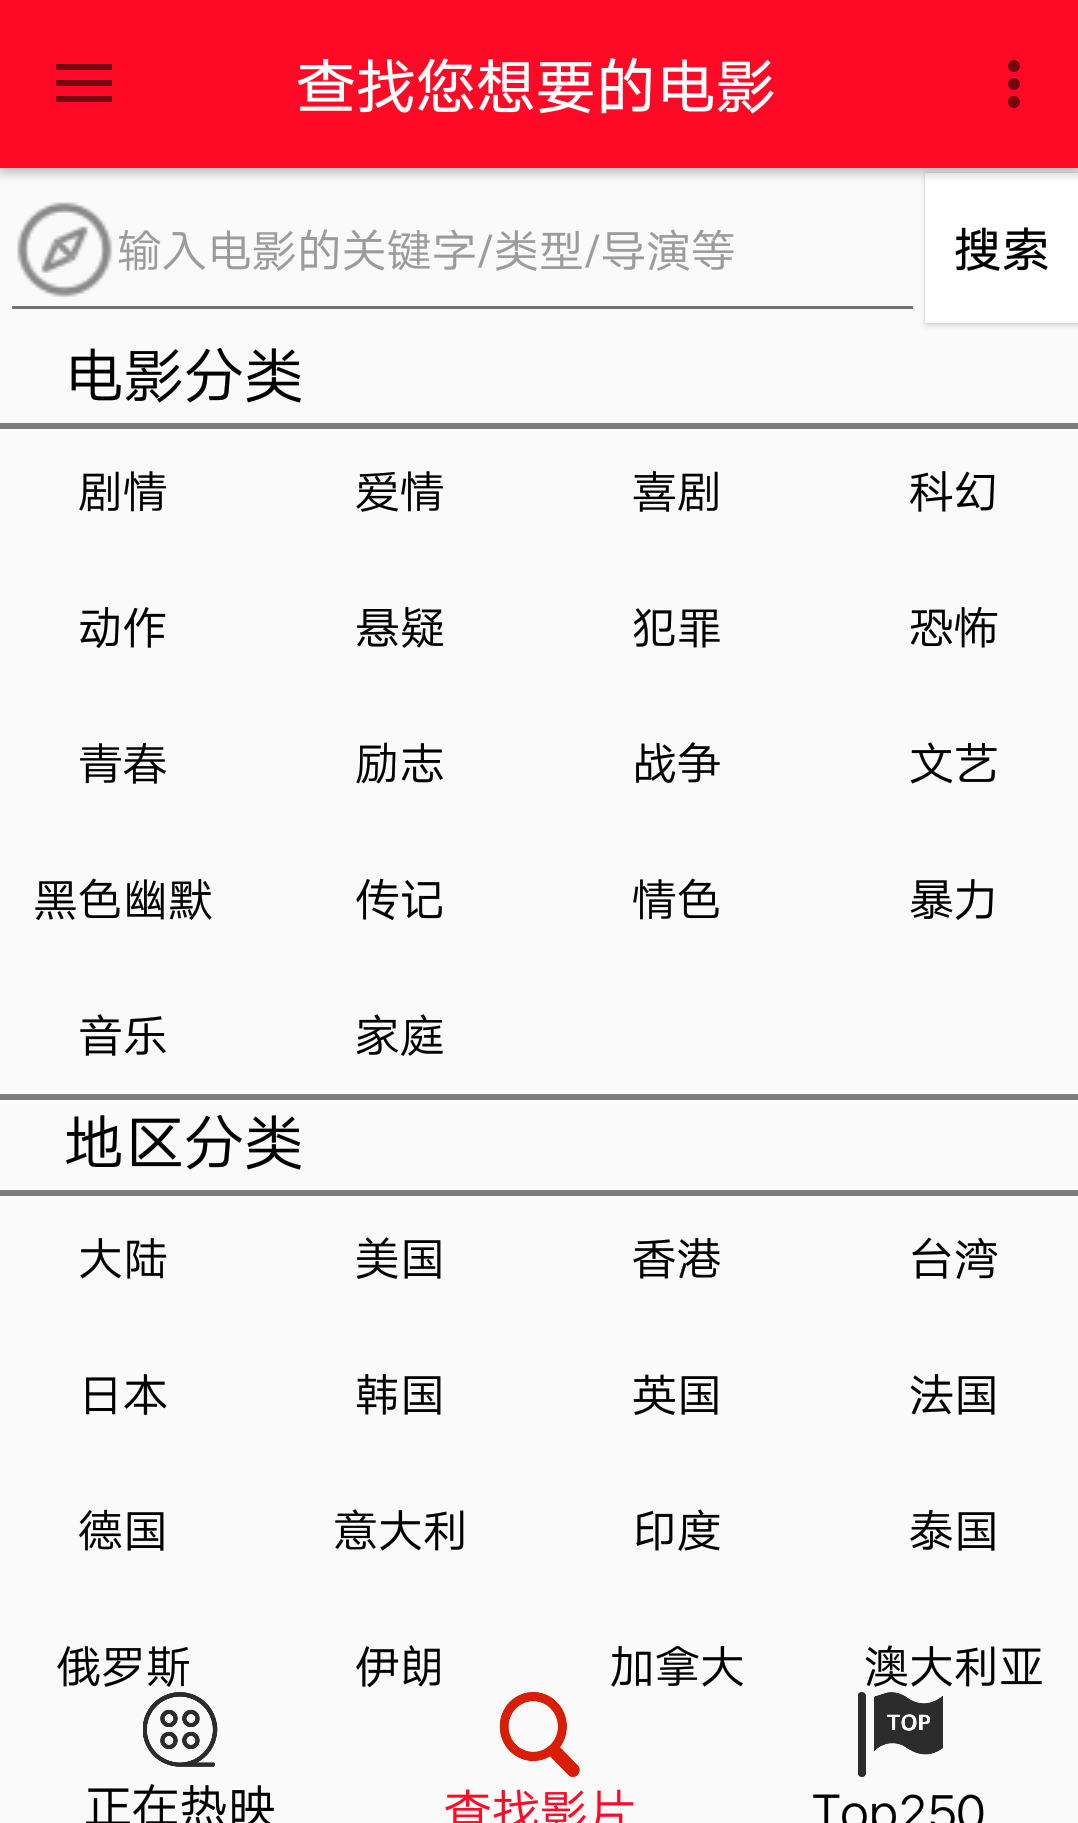 查找您想要的电影
输入电影的关键字/类型/导演等 搜索
电影分类
剧情 爱情 喜剧 科幻
动作 悬疑 犯罪 恐怖
青春 励志 战争 文艺
黑色幽默 传记 情色 暴力
音乐 家庭
地区分类
大陆 美国 香港 台湾
日本 韩国 英国 法国
德国 意大利 印度 泰国
俄罗斯 伊朗 加拿大 澳大利亚
TOP
正在热映 查找影片 Top250